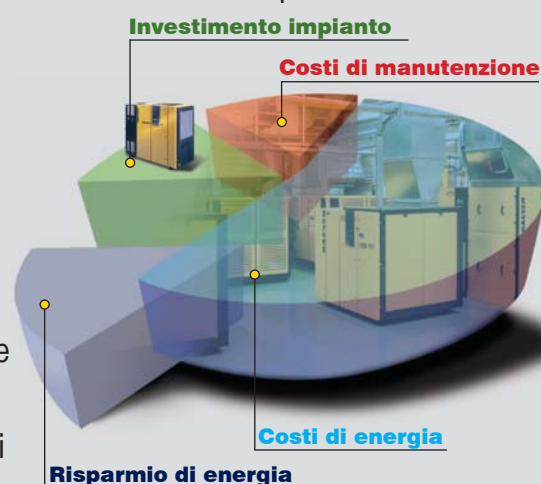 Investimento impianto
Costi di manutenzione
e
Costi di energia
i
Risparmio di energia